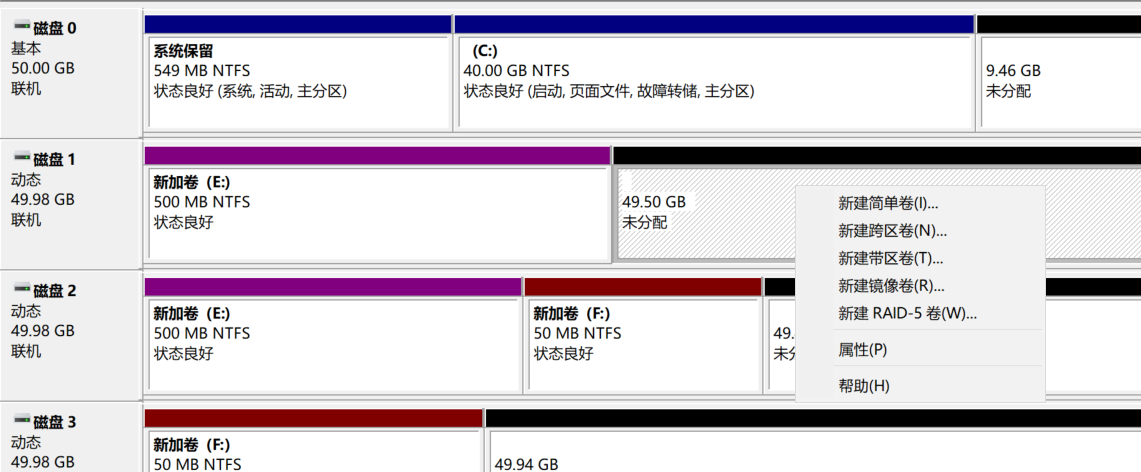 磁盘 0
基本
50.00 GB
联机
系统保留
549 MB NTFS
状态良好 (系统, 活动, 主分区)
(C:)
40.00 GB NTFS
状态良好 (启动, 页面文件, 故障转储, 主分区)
9.46 GB
未分配
磁盘 1
动态
49.98 GB
联机
新加卷 (E:)
500 MB NTFS
状态良好
49.50 GB
未分配
新建简单卷(I)...
新建跨区卷(N)...
新建带区卷(T)...
新建镜像卷(R)...
新建 RAID-5 卷(W)...
属性(P)
帮助(H)
磁盘 2
动态
49.98 GB
联机
新加卷 (E:)
500 MB NTFS
状态良好
新加卷 (F:)
50 MB NTFS
状态良好
49.
未
磁盘 3
动态
49.98 GB
新加卷 (F:)
50 MB NTFS
49.94 GB